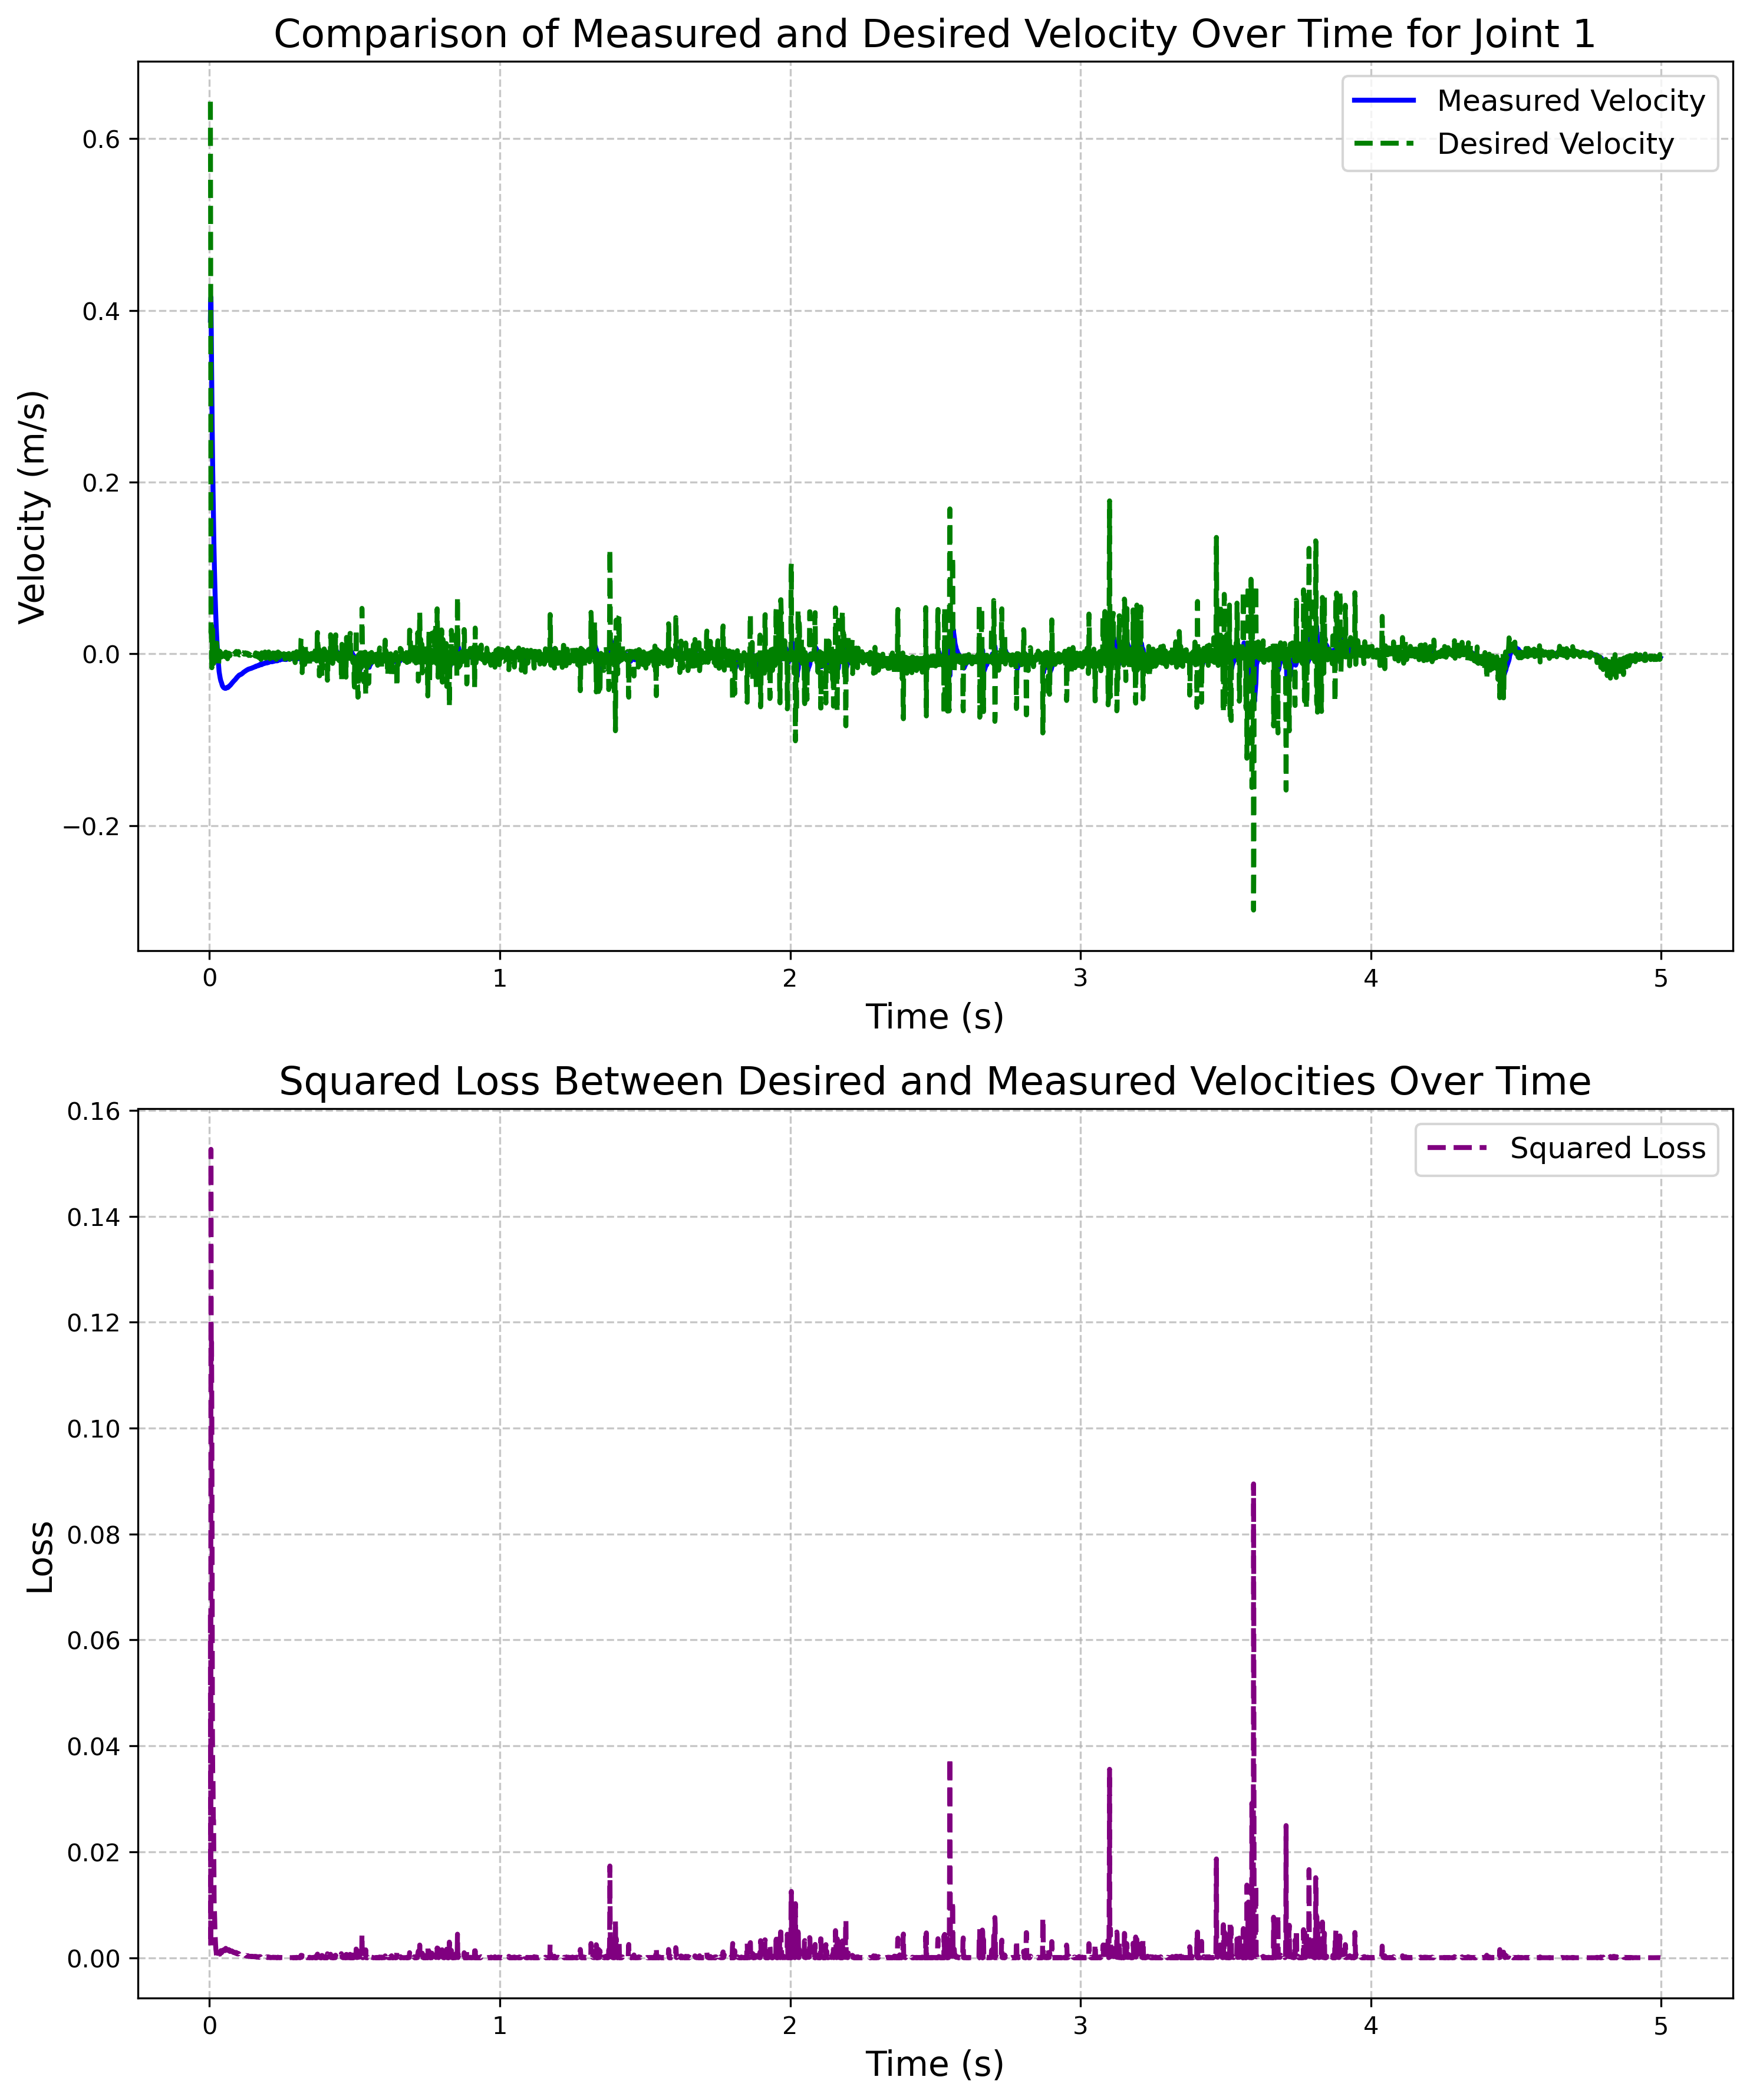 Comparison of Measured and Desired Velocity Over Time for Joint 1
Measured Velocity
Desired Velocity
Velocity (m/s)
0.6
0.4
0.2
0.0
−0.2
0 1 2 3 4 5
Time (s)
Squared Loss Between Desired and Measured Velocities Over Time
Squared Loss
Loss
0.16
0.14
0.12
0.10
0.08
0.06
0.04
0.02
0.00
0 1 2 3 4 5
Time (s)